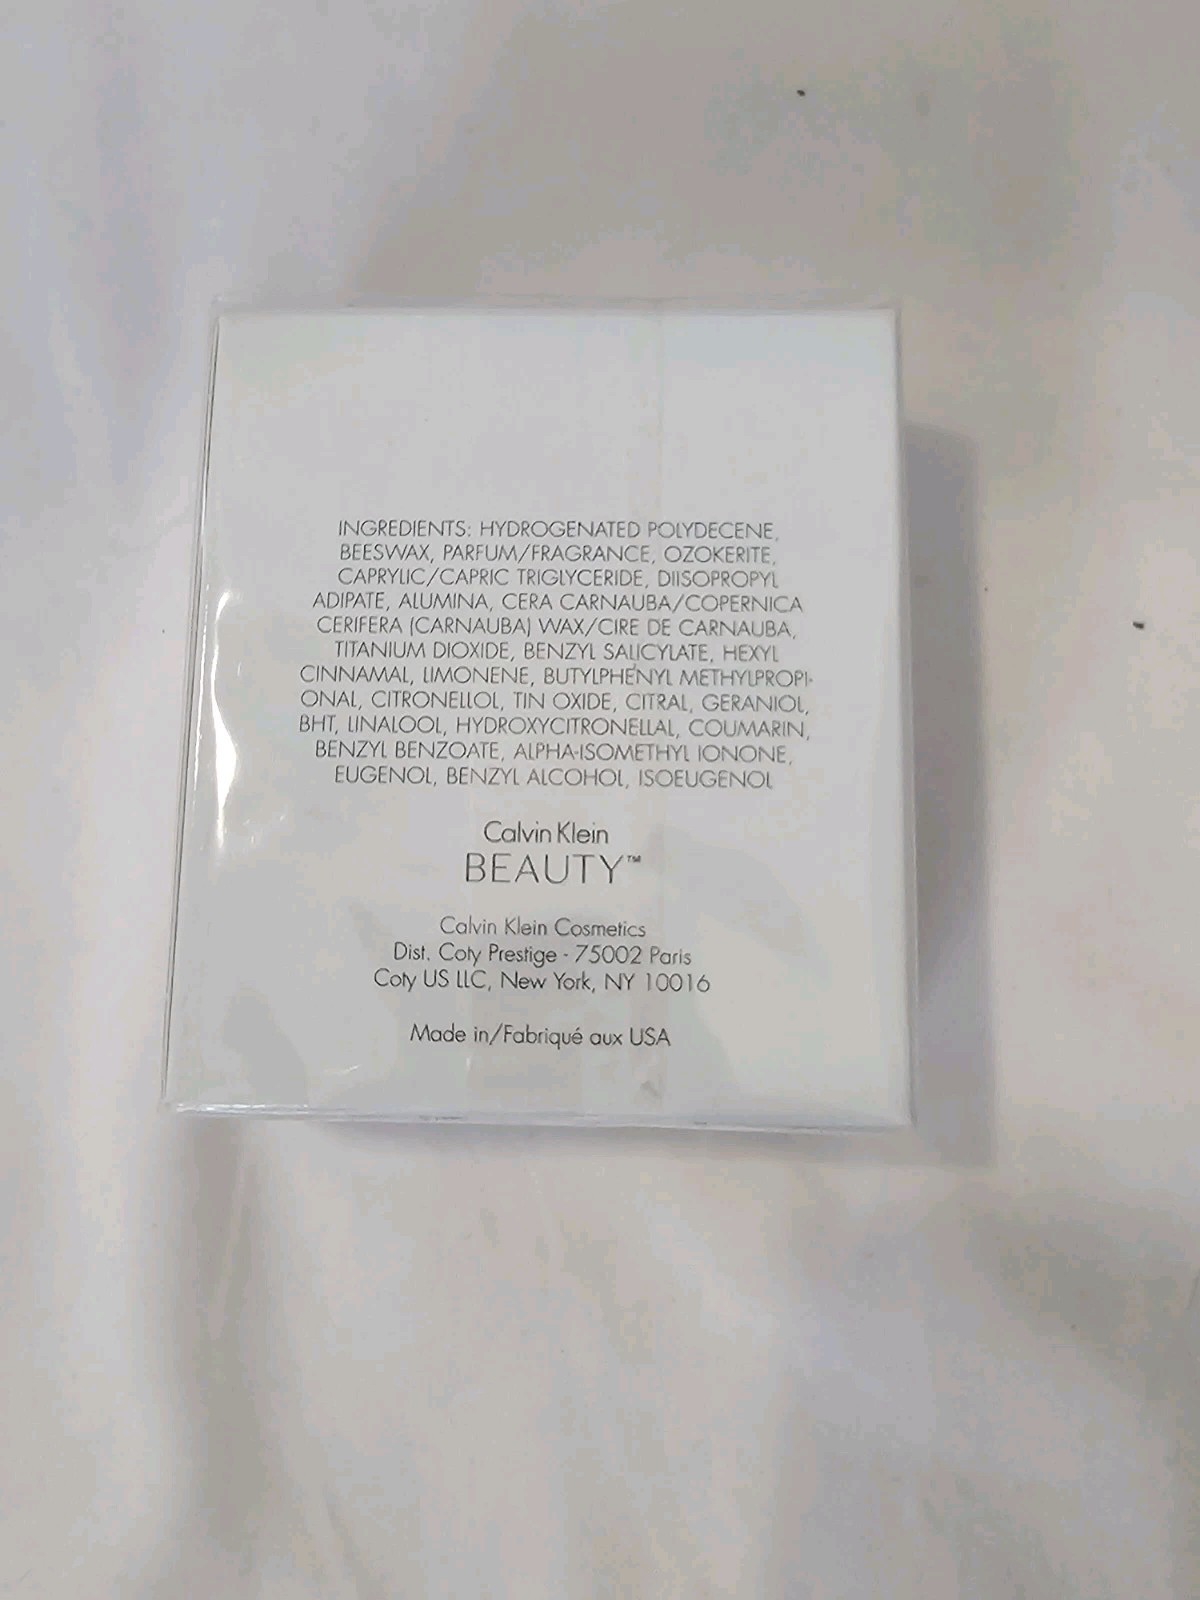 INGREDIENTS: HYDROGENATED POLYDECENE,
BEESWAX, PARFUM/FRAGRANCE, OZOKERITE,
CAPRYLIC/CAPRIC TRIGLYCERIDE, DIISOPROPYL
ADIPATE, ALUMINA, CERA CARNAUBA/COPERNICA
CERIFERA (CARNAUBA) WAX/CIRE DE CARNAUBA,
TITANIUM DIOXIDE, BENZYL SALICYLATE, HEXYL
CINNAMAL, LIMONENE, BUTYLPHENYL METHYLPROPI-
ONAL, CITRONELLOL, TIN OXIDE, CITRAL, GERANIOL,
BHT, LINALOOL, HYDROXYCITRONELLAL, COUMARIN,
BENZYL BENZOATE, ALPHA-ISOMETHYL IONONE,
EUGENOL, BENZYL ALCOHOL, ISOEUGENOL
Calvin Klein
BEAUTY™
Calvin Klein Cosmetics
Dist. Coty Prestige - 75002 Paris
Coty US LLC, New York, NY 10016
Made in/Fabriqué aux USA